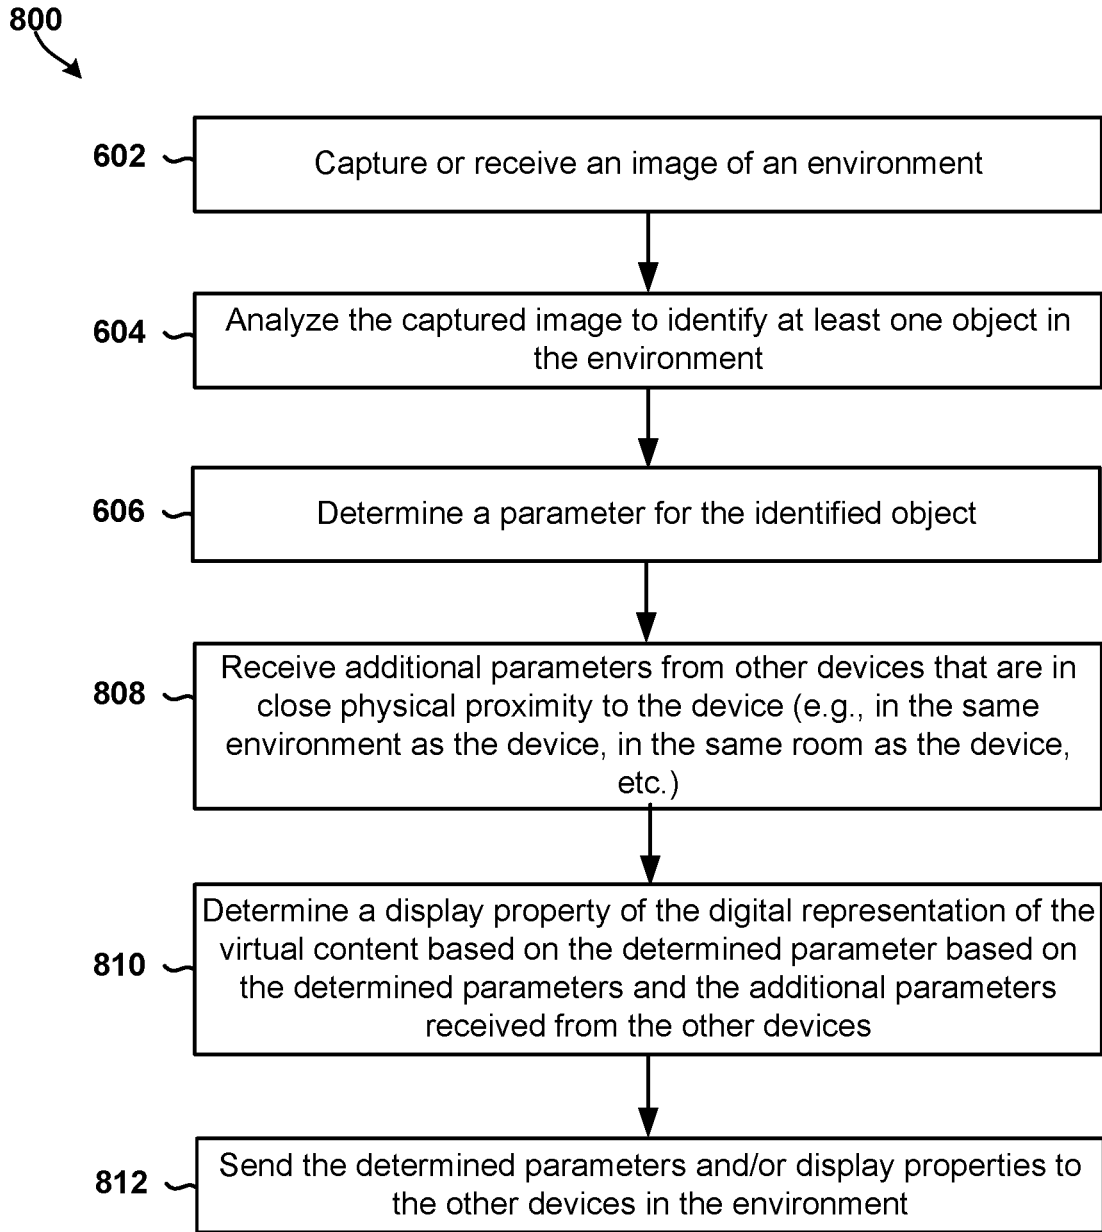 800
602
Capture or receive an image of an environment
604
Analyze the captured image to identify at least one object in
the environment
606
Determine a parameter for the identified object
808
Receive additional parameters from other devices that are in
close physical proximity to the device (e.g., in the same
environment as the device, in the same room as the device,
etc.)
810
Determine a display property of the digital representation of the
virtual content based on the determined parameter based on
the determined parameters and the additional parameters
received from the other devices
812
Send the determined parameters and/or display properties to
the other devices in the environment